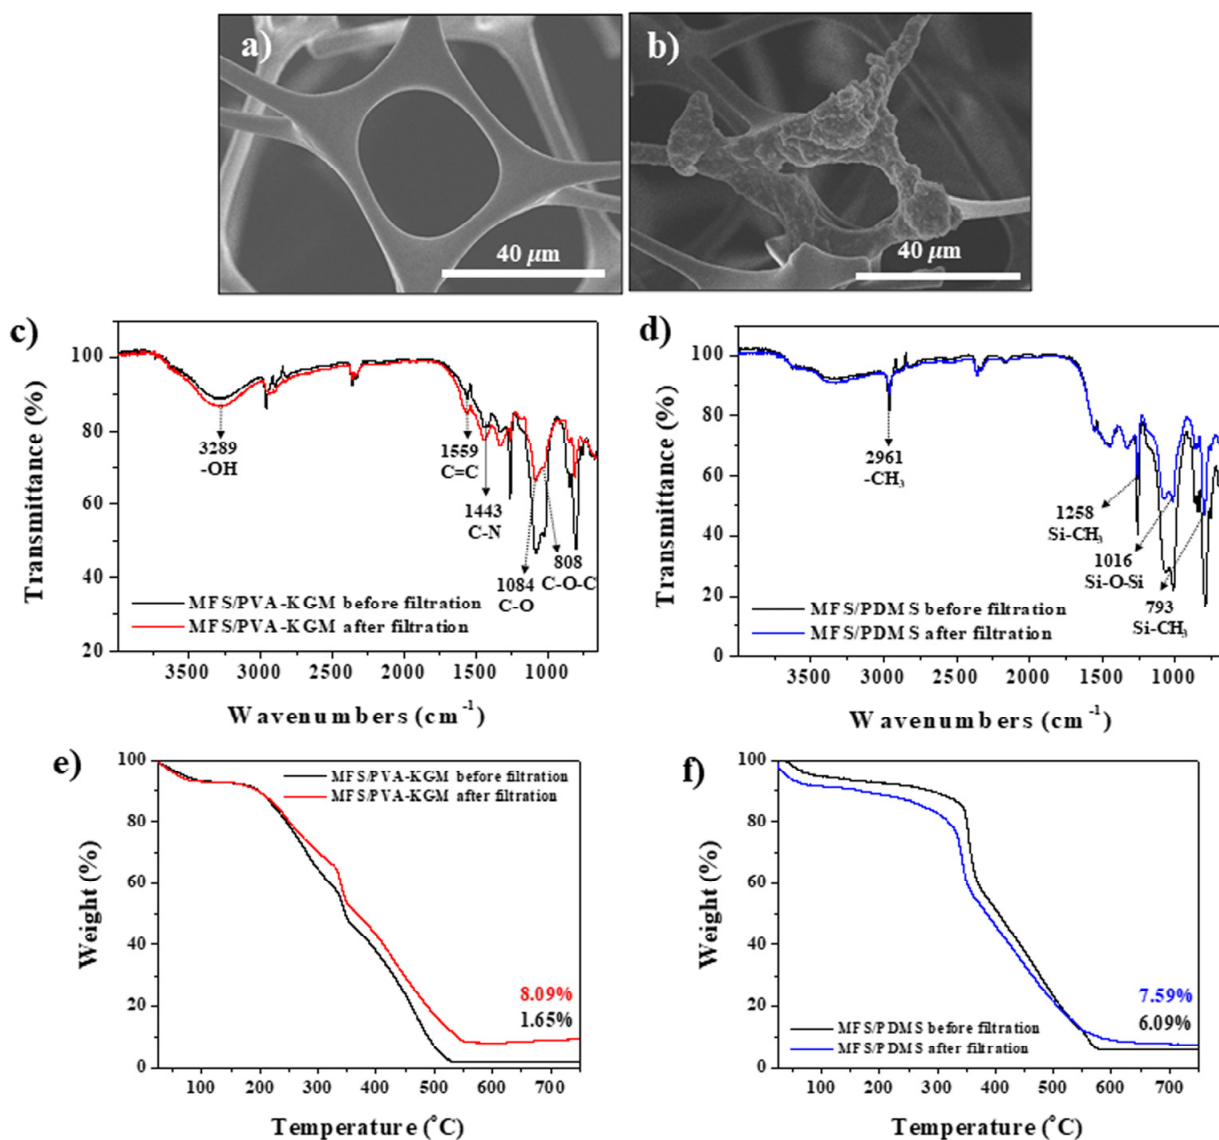 a)
40 μm
b)
40 μm
c)
Transmittance (%)
100
80
60
40
20
3289
-OH
1559
C=C
1443
C-N
1084
C-O
808
C-O-C
MFS/PVA-KGM before filtration
MFS/PVA-KGM after filtration
3500 3000 2500 2000 1500 1000
Wavenumbers (cm⁻¹)
d)
Transmittance (%)
100
80
60
40
20
0
2961
-CH₃
1258
Si-CH₃
1016
Si-O-Si
793
Si-CH₃
MFS/PDMS before filtration
MFS/PDMS after filtration
3500 3000 2500 2000 1500 1000
Wavenumbers (cm⁻¹)
e)
Weight (%)
100
80
60
40
20
0
MFS/PVA-KGM before filtration
MFS/PVA-KGM after filtration
8.09%
1.65%
100 200 300 400 500 600 700
Temperature (°C)
f)
Weight (%)
100
80
60
40
20
0
7.59%
6.09%
MFS/PDMS before filtration
MFS/PDMS after filtration
100 200 300 400 500 600 700
Temperature (°C)